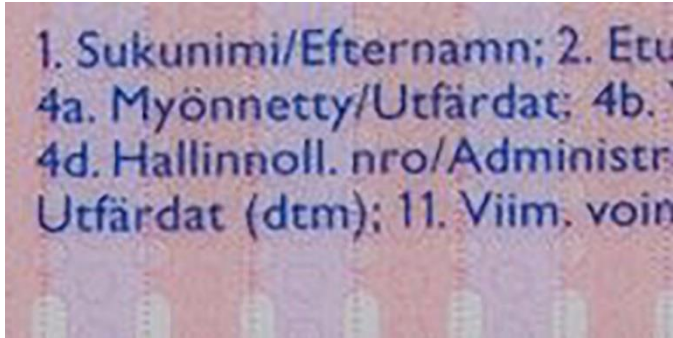 1. Sukunimi/Efternamn; 2. Etu
4a. Myönnetty/Utfärdat; 4b.
4d. Hallinnoll. nro/Administr
Utfärdat (dtm); 11. Viim. voin